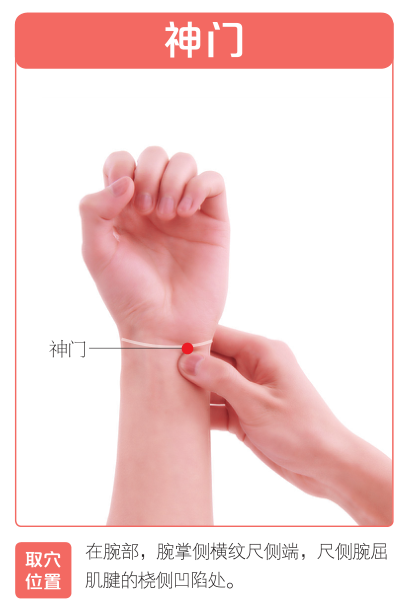 神门
神门
取穴
位置
在腕部，腕掌侧横纹尺侧端，尺侧腕屈
肌腱的桡侧凹陷处。